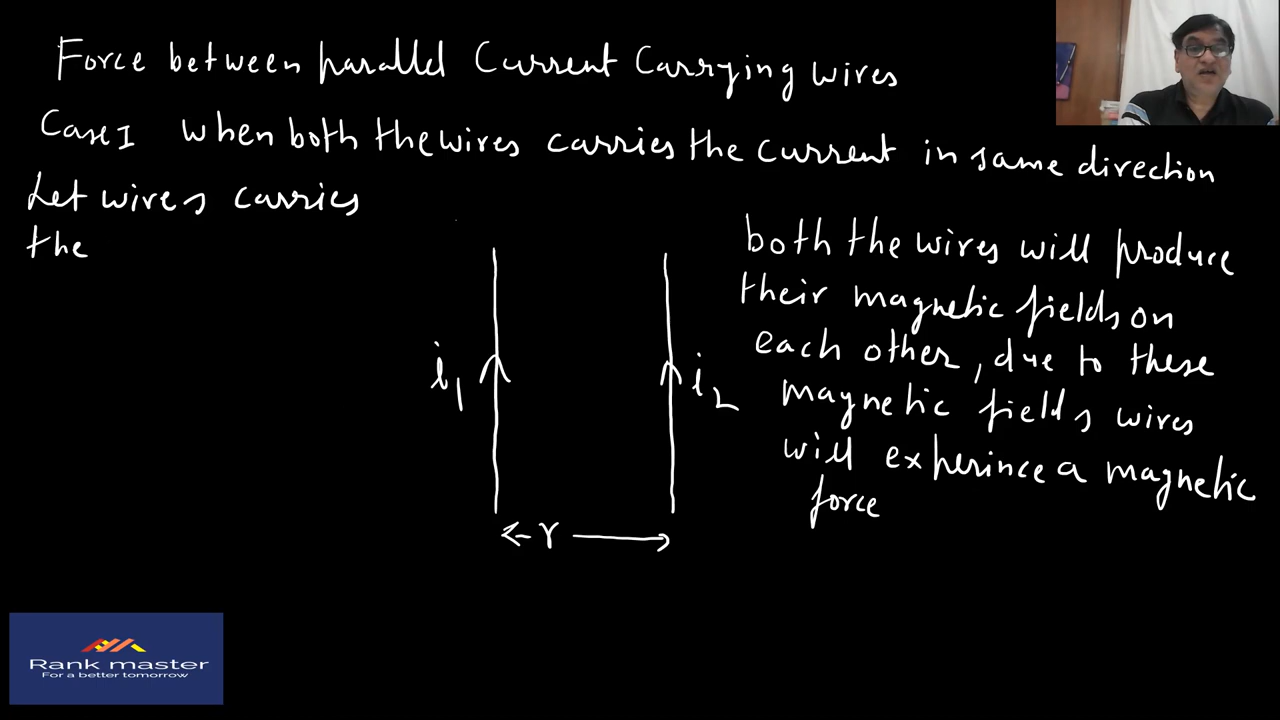 Force between parallel Current Carrying wires
Case I when both the wires carries the current in same direction
Let wires carries
the
both the wires will produce
their magnetic fields on
each other, due to these
magnetic fields wires
will experince a magnetic
force
i1
i2
r
Rank master
For a better tomorrow